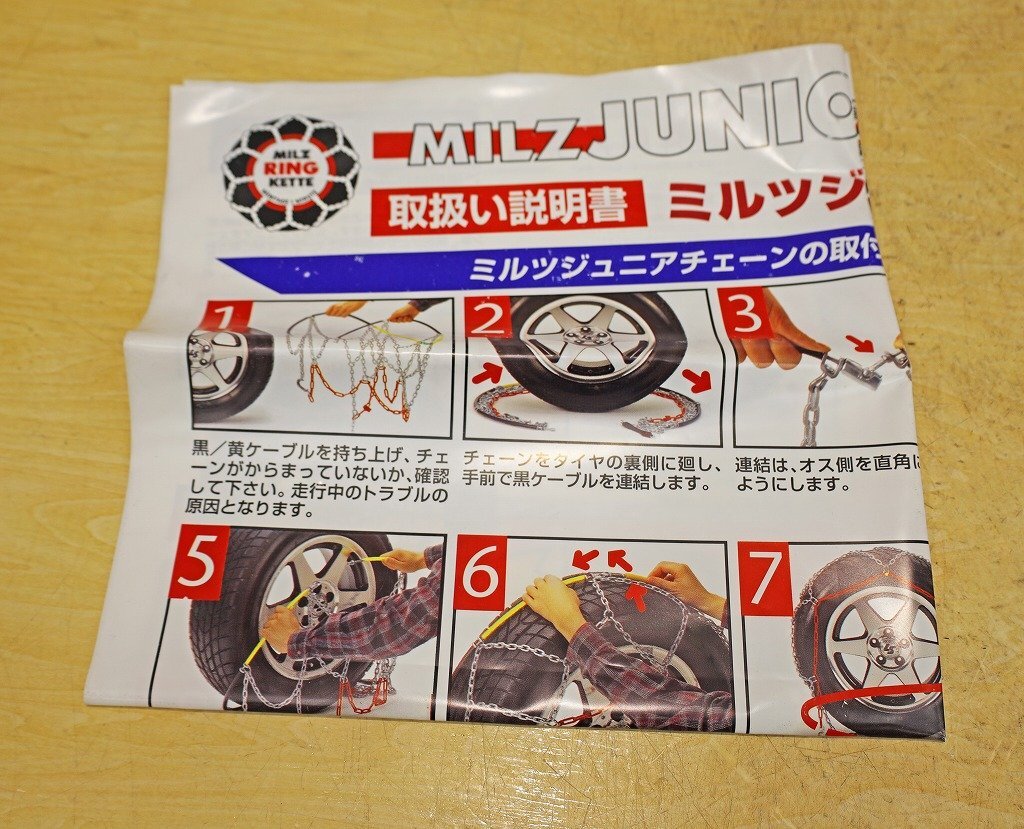 MILZ
RING
KETTE
MILZ JUNIO
取扱い説明書 ミルツジ
ミルツジュニアチェーンの取付
1
2
3
黒／黄ケーブルを持ち上げ、チェ
ーンがからまっていないか、確認
して下さい。走行中のトラブルの
原因となります。
チェーンをタイヤの裏側に廻し、
手前で黒ケーブルを連結します。
連結は、オス側を直角に
ようにします。
5
6
7